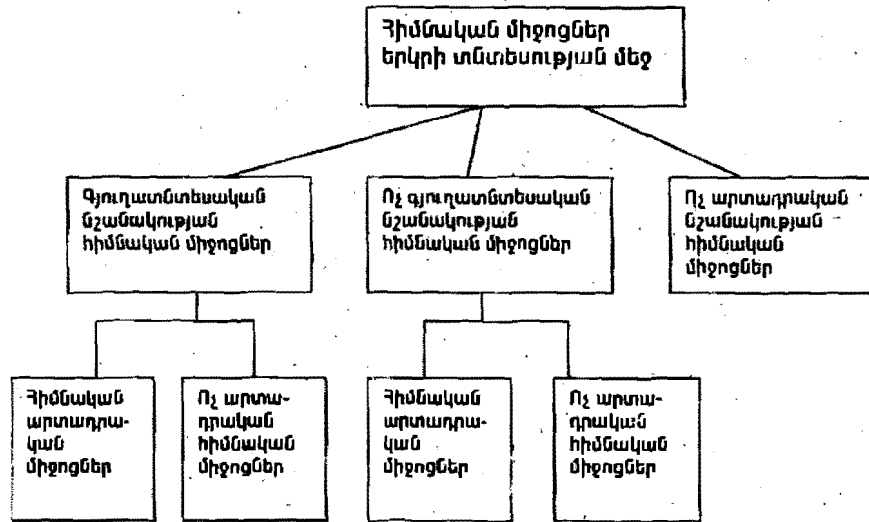 Հիմնական միջոցներ
երկրի տնտեսության մեջ
Գյուղատնտեսական
նշանակության
հիմնական միջոցներ
Ոչ գյուղատնտեսական
նշանակության
հիմնական միջոցներ
Ոչ արտադրական
նշանակության
հիմնական
միջոցներ
Հիմնական
արտադրա-
կան
միջոցներ
Ոչ արտա-
դրական
հիմնական
միջոցներ
Հիմնական
արտադրա-
կան
միջոցներ
Ոչ արտա-
դրական
հիմնական
միջոցներ